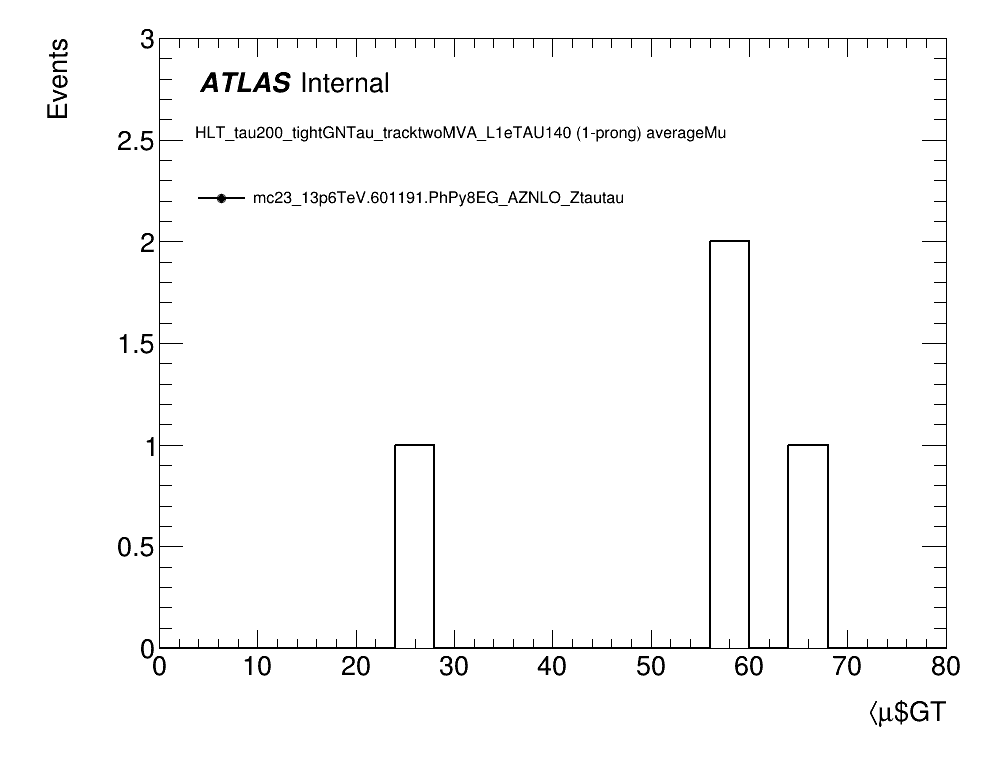 Events
3
2.5
2
1.5
1
0.5
0
ATLAS Internal
HLT_tau200_tightGNTau_tracktwoMVA_L1eTAU140 (1-prong) averageMu
mc23_13p6TeV.601191.PhPy8EG_AZNLO_Ztautau
0 10 20 30 40 50 60 70 80
⟨μ$GT